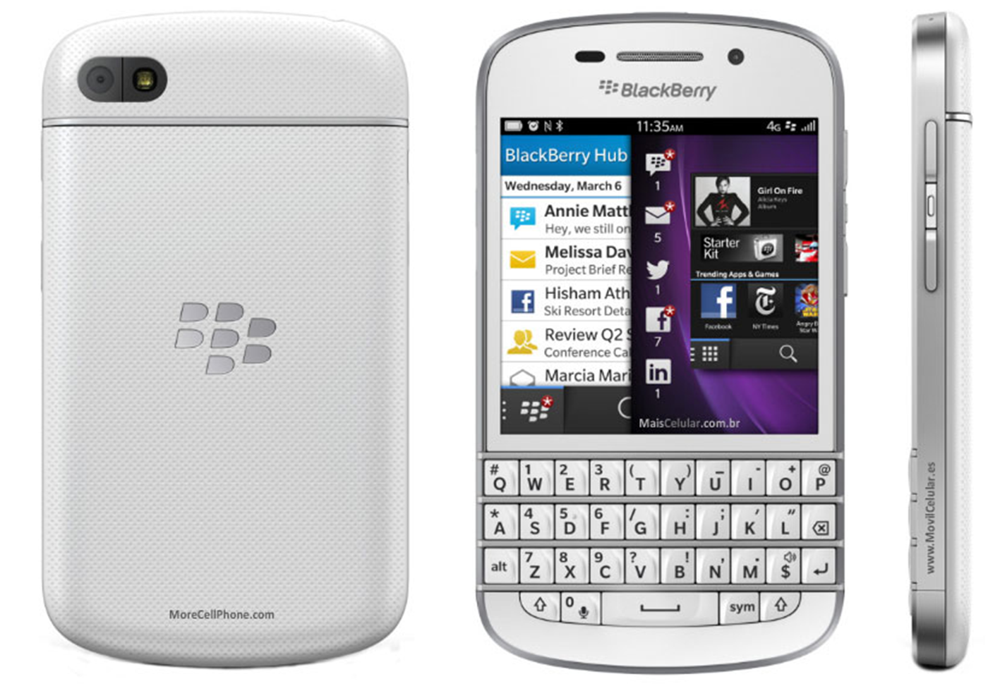 MoreCellPhone.com
BlackBerry
11:35AM
4G
BlackBerry Hub
Wednesday, March 6
Annie Matt
Hey, we still on
Melissa Dav
Project Brief Re
Hisham Ath
Ski Resort Deta
Review Q2 S
Conference Cal
Marcia Mari
1
5
1
7
in
1
Girl On Fire
Alicia Keys
Album
Starter
Kit
Trending Apps & Games
Facebook
NY Times
Angry B
Star W
MaisCelular.com.br
# 1 2 3 ( ) _ - + @
Q W E R T Y U I O P
* 4 5 6 / : ; ' "
A S D F G H J K L
7 8 9 ? ! , .
alt Z X C V B N M $
0 sym
www.MovilCelular.es